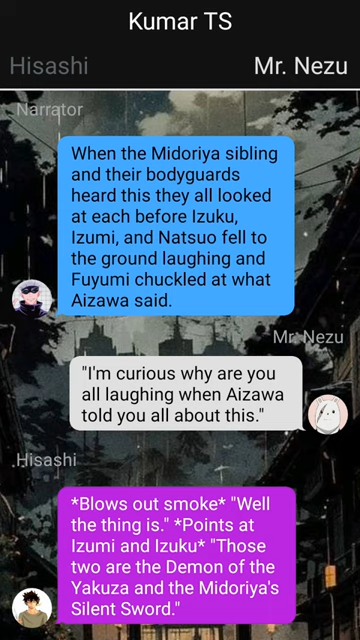 Kumar TS
Hisashi
Mr. Nezu
Narrator
When the Midoriya sibling
and their bodyguards
heard this they all looked
at each before Izuku,
Izumi, and Natsuo fell to
the ground laughing and
Fuyumi chuckled at what
Aizawa said.
Mr. Nezu
"I'm curious why are you
all laughing when Aizawa
told you all about this."
Hisashi
*Blows out smoke* "Well
the thing is." *Points at
Izumi and Izuku* "Those
two are the Demon of the
Yakuza and the Midoriya's
Silent Sword."